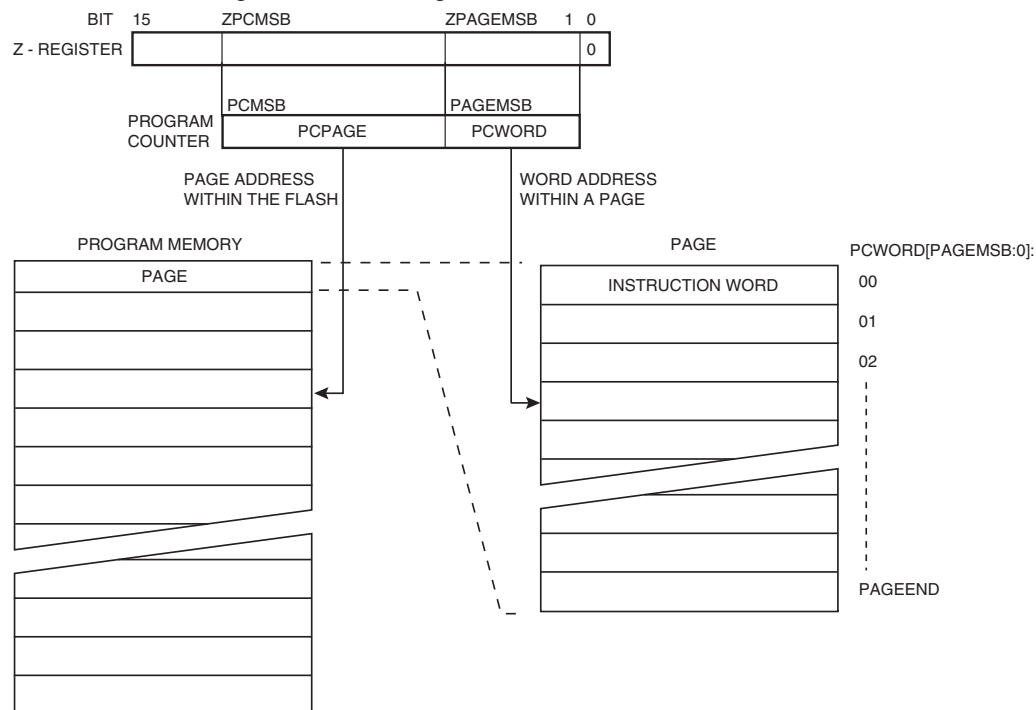 BIT 15 ZPCMSB ZPAGEMSB 1 0
Z - REGISTER 0
PCMSB PAGEMSB
PROGRAM
COUNTER
PCPAGE PCWORD
PAGE ADDRESS
WITHIN THE FLASH
WORD ADDRESS
WITHIN A PAGE
PROGRAM MEMORY
PAGE
PAGE
INSTRUCTION WORD
PCWORD[PAGEMSB:0]:
00
01
02
PAGEEND